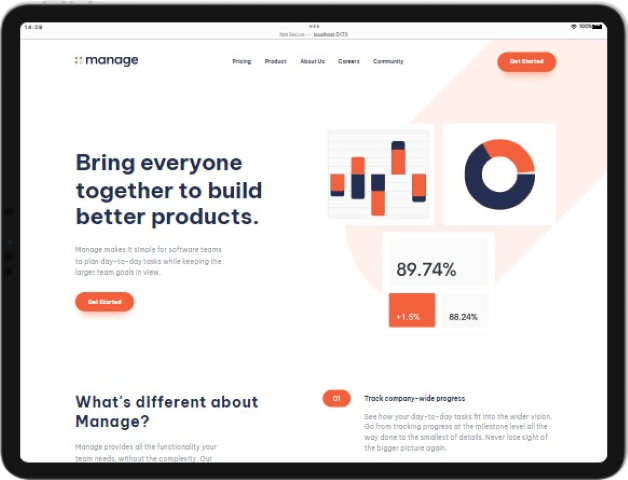 14:29
100%
Not Secure — localhost:5173
manage
Pricing Product About Us Careers Community
Get Started
Bring everyone
together to build
better products.
Manage makes it simple for software teams
to plan day-to-day tasks while keeping the
larger team goals in view.
Get Started
89.74%
+1.5%
88.24%
What's different about
Manage?
Manage provides all the functionality your
team needs, without the complexity. Our
01
Track company-wide progress
See how your day-to-day tasks fit into the wider vision.
Go from tracking progress at the milestone level all the
way done to the smallest of details. Never lose sight of
the bigger picture again.